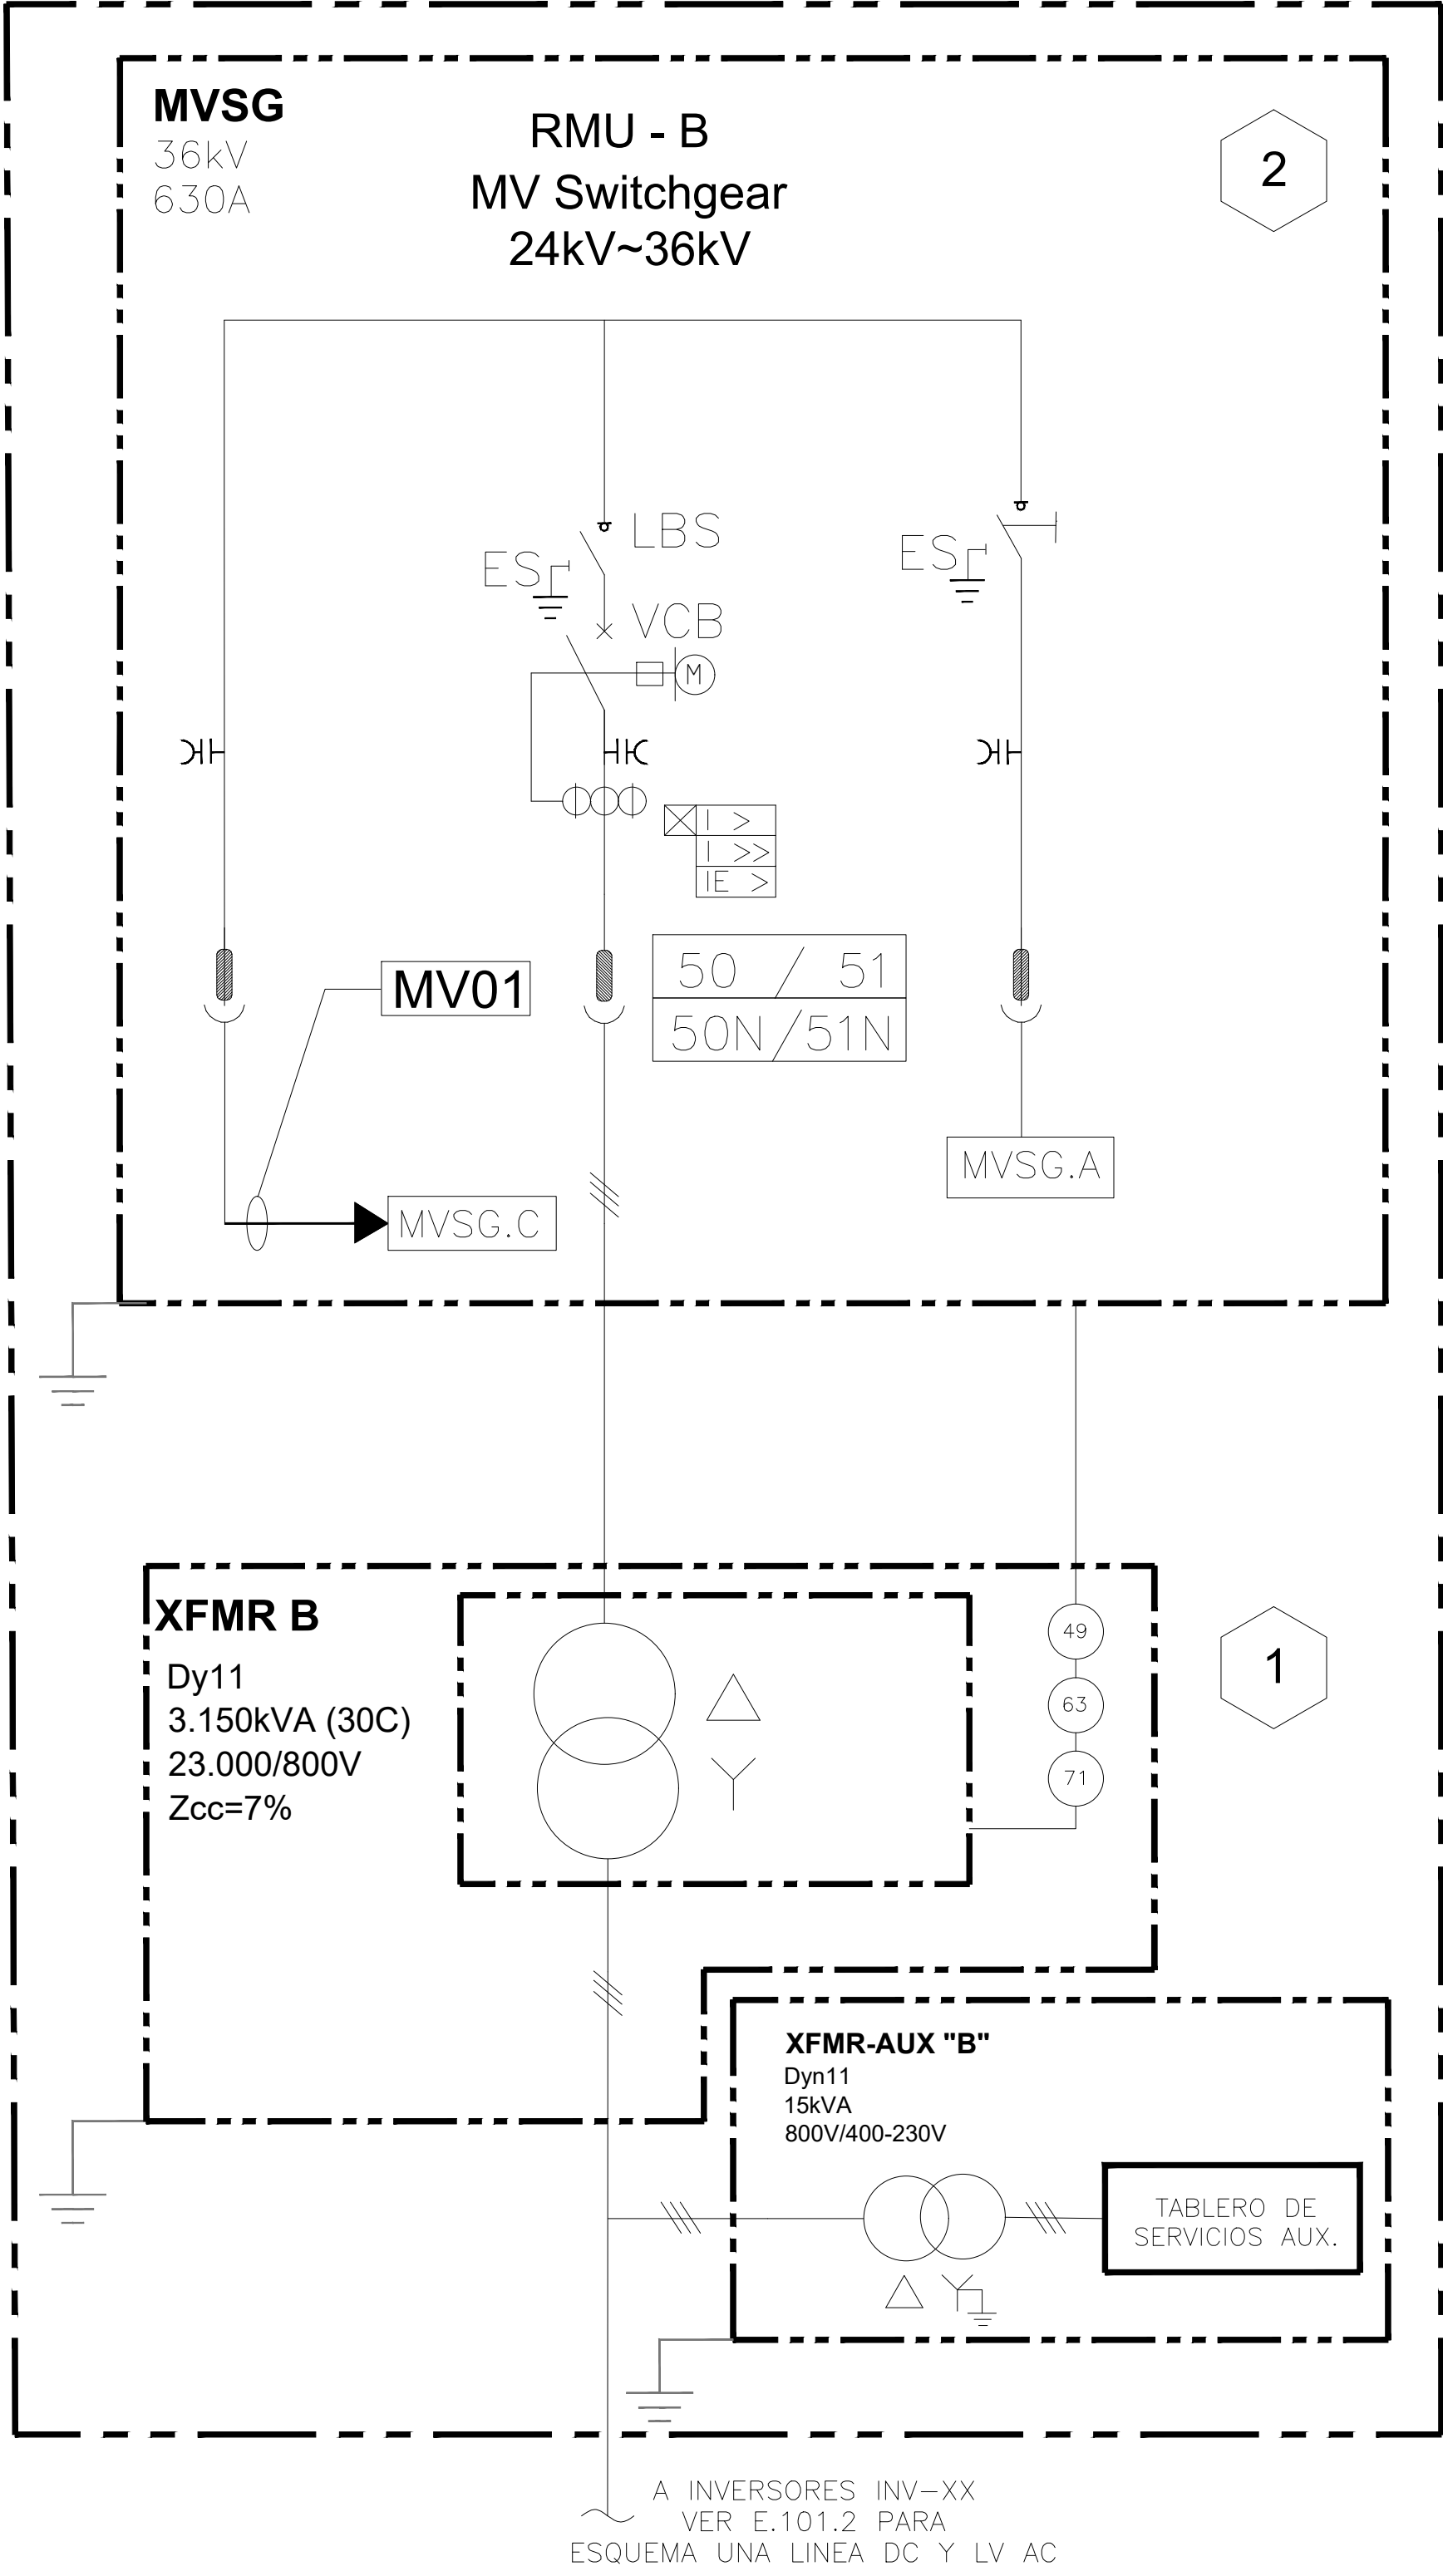 MVSG
36kV
630A
RMU - B
MV Switchgear
24kV~36kV
2
LBS
ES
ES
VCB
M
I >
I >>
IE >
MV01
50 / 51
50N/51N
MVSG.A
MVSG.C
XFMR B
Dy11
3.150kVA (30C)
23.000/800V
Zcc=7%
49
63
71
1
XFMR-AUX "B"
Dyn11
15kVA
800V/400-230V
TABLERO DE
SERVICIOS AUX.
A INVERSORES INV-XX
VER E.101.2 PARA
ESQUEMA UNA LINEA DC Y LV AC